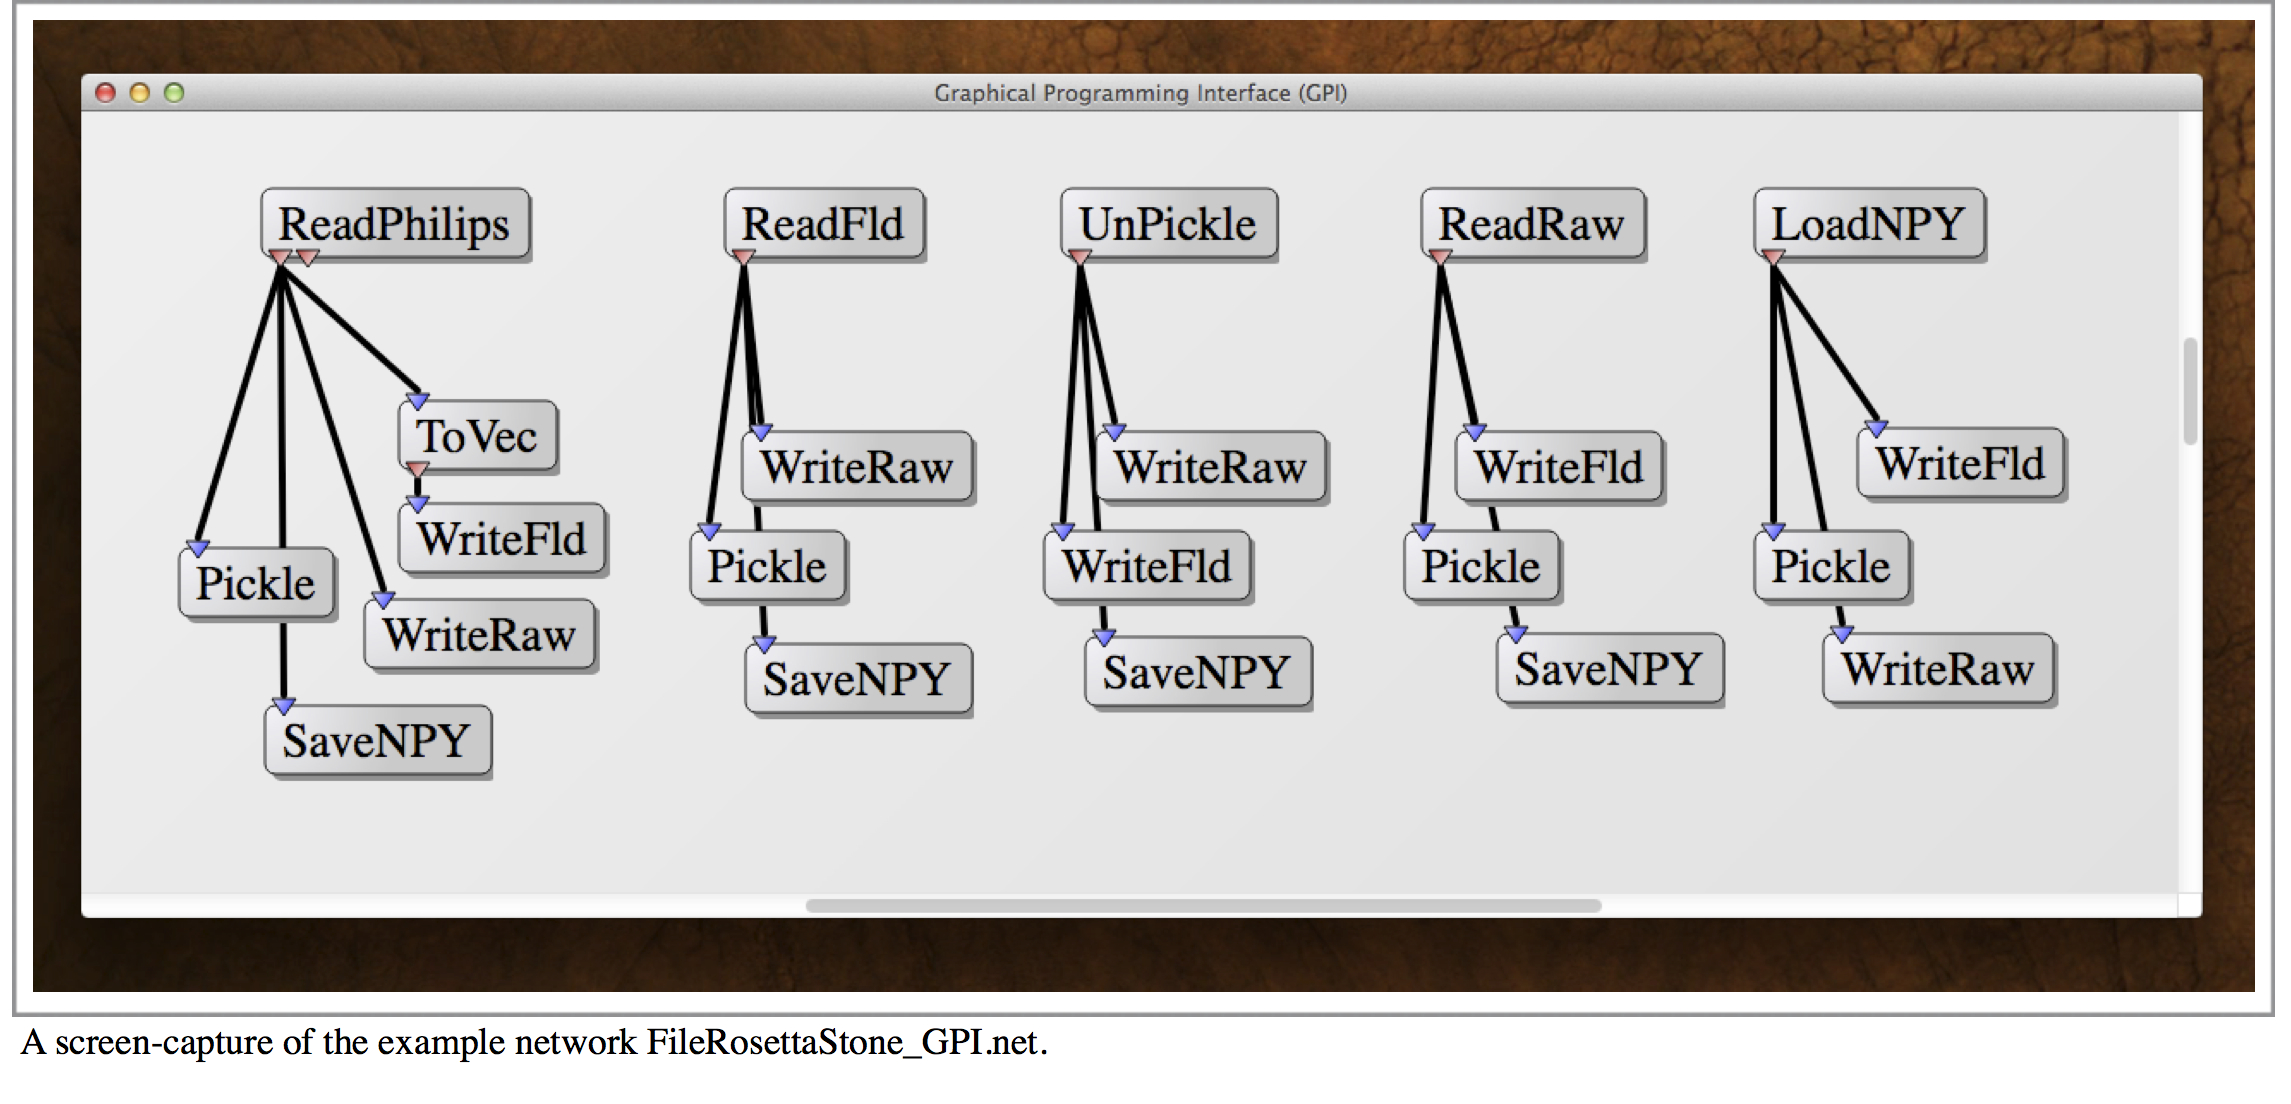 Graphical Programming Interface (GPI)
ReadPhilips
ReadFld
UnPickle
ReadRaw
LoadNPY
ToVec
WriteFld
Pickle
WriteRaw
SaveNPY
WriteRaw
Pickle
SaveNPY
WriteRaw
WriteFld
SaveNPY
WriteFld
Pickle
SaveNPY
WriteFld
Pickle
WriteRaw
A screen-capture of the example network FileRosettaStone_GPI.net.